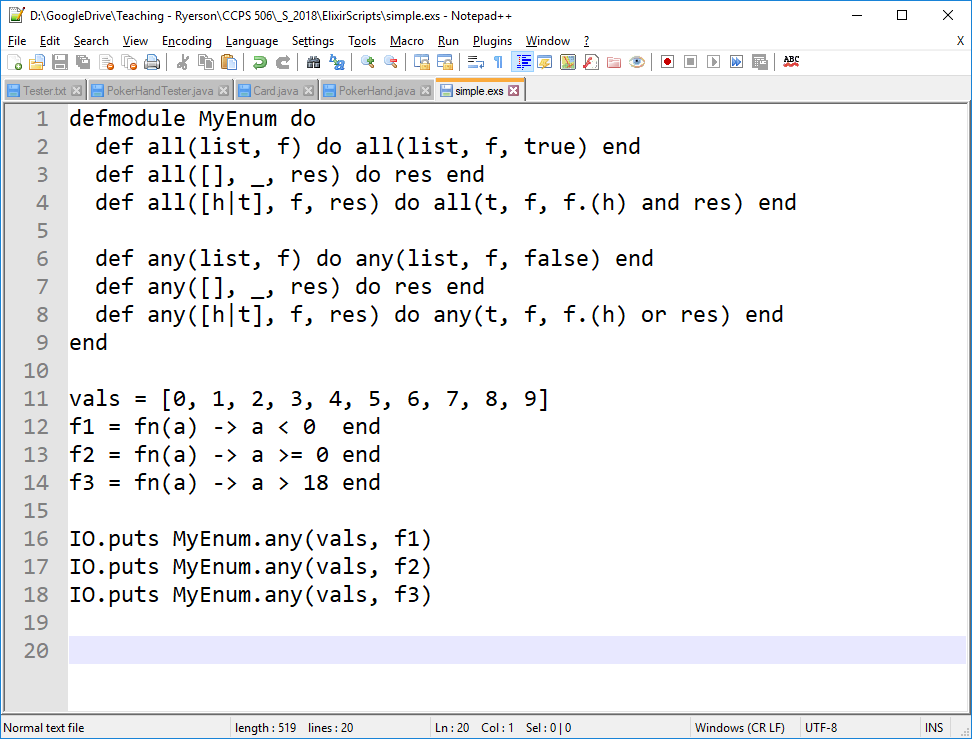 D:\GoogleDrive\Teaching - Ryerson\CCPS 506\_S_2018\ElixirScripts\simple.exs - Notepad++
File Edit Search View Encoding Language Settings Tools Macro Run Plugins Window ? X
ABC
Tester.txt PokerHandTester.java Card.java PokerHand.java simple.exs
1 defmodule MyEnum do
2   def all(list, f) do all(list, f, true) end
3   def all([], _, res) do res end
4   def all([h|t], f, res) do all(t, f, f.(h) and res) end
5
6   def any(list, f) do any(list, f, false) end
7   def any([], _, res) do res end
8   def any([h|t], f, res) do any(t, f, f.(h) or res) end
9 end
10
11 vals = [0, 1, 2, 3, 4, 5, 6, 7, 8, 9]
12 f1 = fn(a) -> a < 0  end
13 f2 = fn(a) -> a >= 0 end
14 f3 = fn(a) -> a > 18 end
15
16 IO.puts MyEnum.any(vals, f1)
17 IO.puts MyEnum.any(vals, f2)
18 IO.puts MyEnum.any(vals, f3)
19
20
Normal text file length : 519 lines : 20 Ln : 20 Col : 1 Sel : 0 | 0 Windows (CR LF) UTF-8 INS